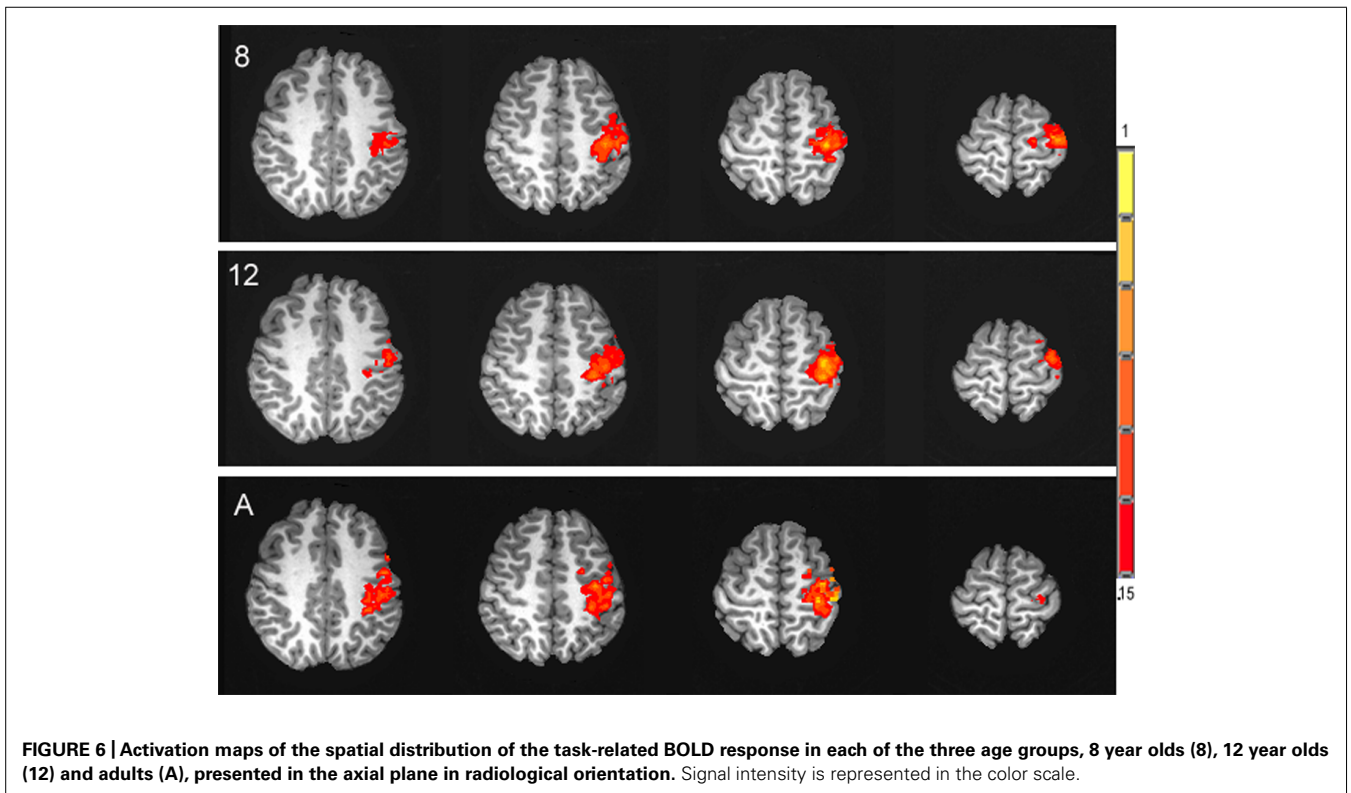 8
1
12
A
.15
FIGURE 6 | Activation maps of the spatial distribution of the task-related BOLD response in each of the three age groups, 8 year olds (8), 12 year olds
(12) and adults (A), presented in the axial plane in radiological orientation. Signal intensity is represented in the color scale.